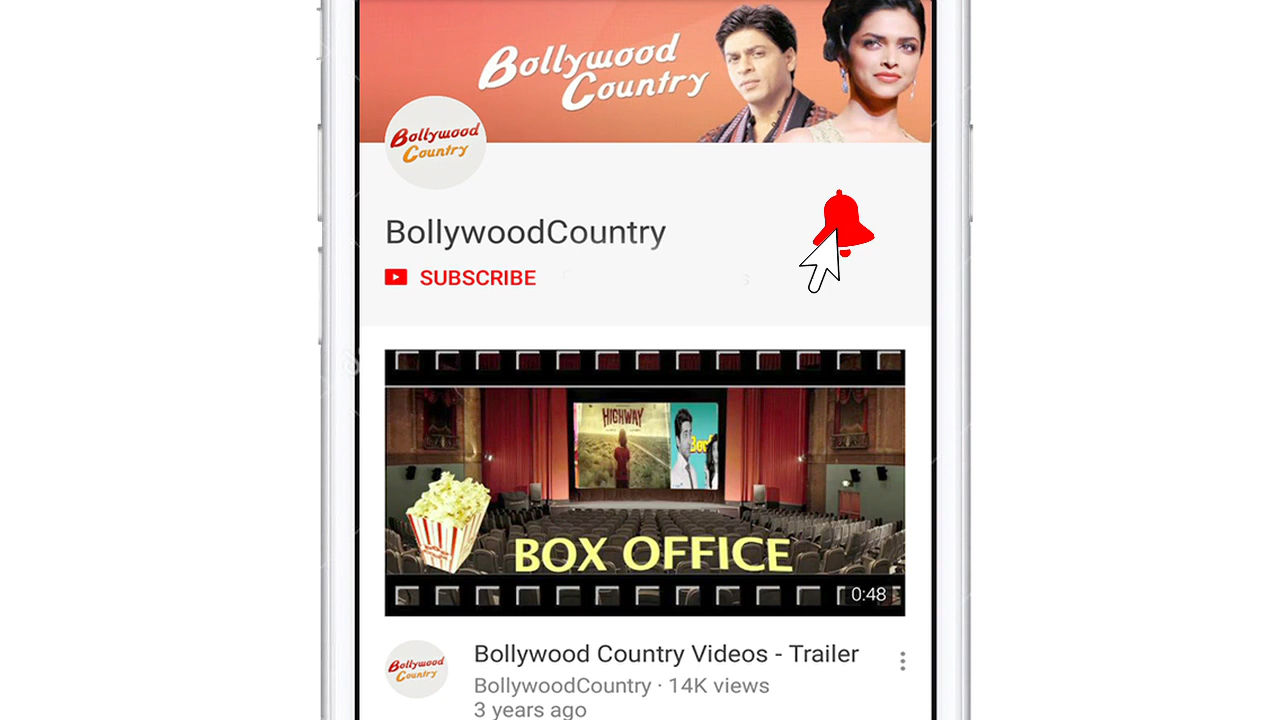 Bollywood
Country
Bollywood
Country
BollywoodCountry
SUBSCRIBE
HIGHWAY
BOX OFFICE
0:48
Bollywood Country Videos - Trailer
Bollywood
Country
BollywoodCountry · 14K views
3 years ago